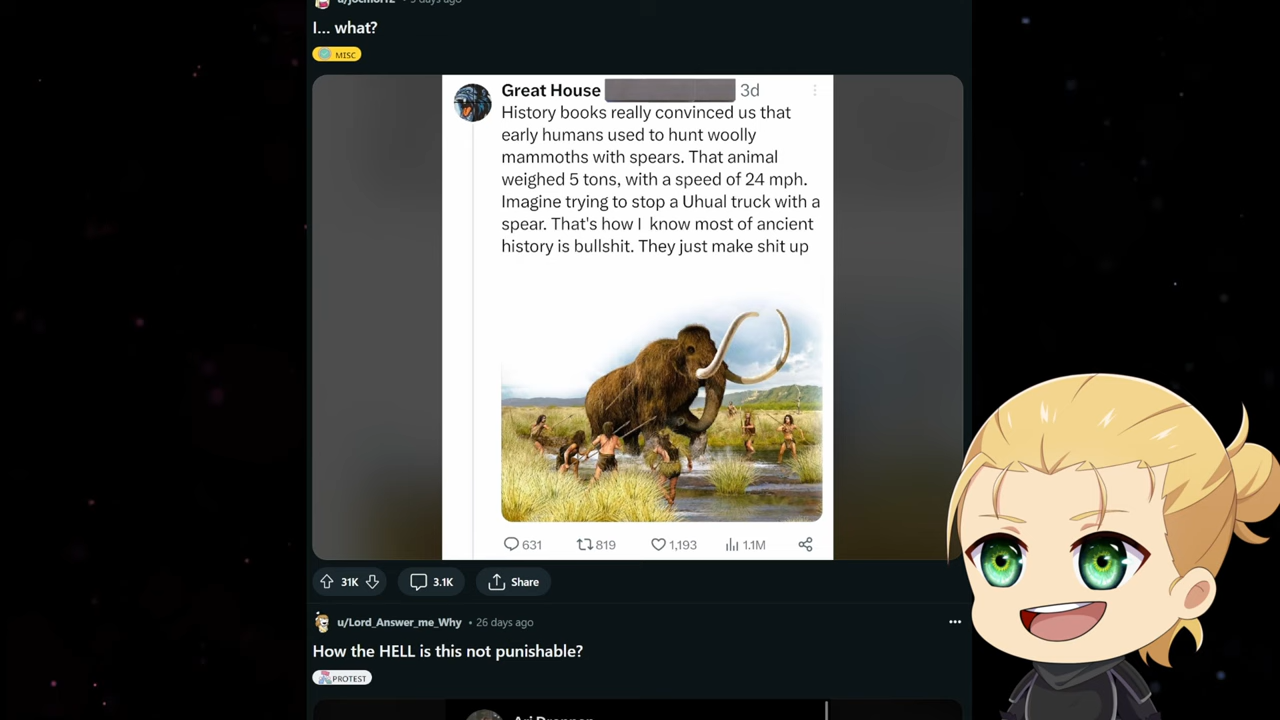 I... what?
MISC
Great House
3d
History books really convinced us that
early humans used to hunt woolly
mammoths with spears. That animal
weighed 5 tons, with a speed of 24 mph.
Imagine trying to stop a Uhual truck with a
spear. That's how I know most of ancient
history is bullshit. They just make shit up
631 819 1,193 1.1M
31K 3.1K Share
u/Lord_Answer_me_Why • 26 days ago
How the HELL is this not punishable?
PROTEST